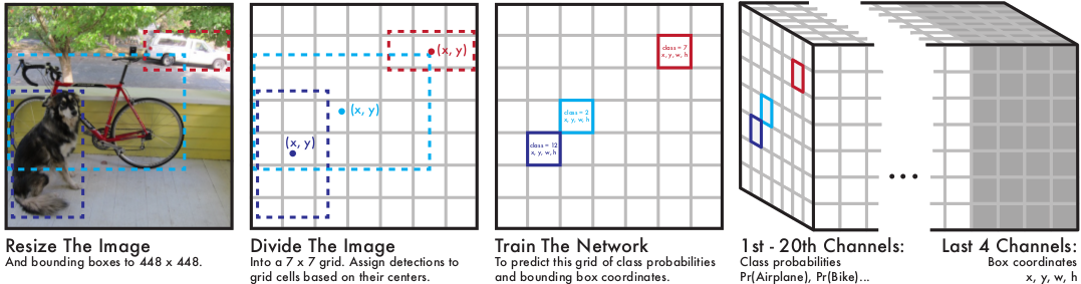 (x, y)
(x, y)
(x, y)
class = 7
x, y, w, h
class = 2
x, y, w, h
class = 12
x, y, w, h
...
Resize The Image
And bounding boxes to 448 x 448.
Divide The Image
Into a 7 x 7 grid. Assign detections to
grid cells based on their centers.
Train The Network
To predict this grid of class probabilities
and bounding box coordinates.
1st - 20th Channels:
Class probabilities
Pr(Airplane), Pr(Bike)...
Last 4 Channels:
Box coordinates
x, y, w, h